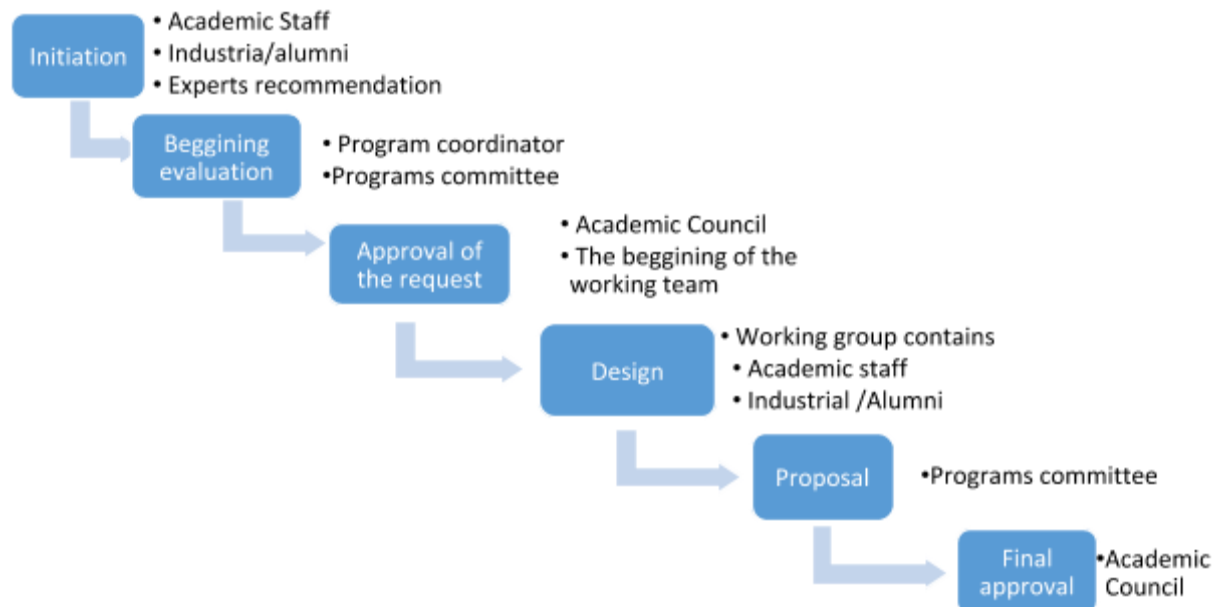 Initiation
• Academic Staff
• Industria/alumni
• Experts recommendation
Beggining
evaluation
• Program coordinator
•Programs committee
Approval of
the request
• Academic Council
• The beggining of the
working team
Design
• Working group contains
• Academic staff
• Industrial /Alumni
Proposal
•Programs committee
Final
approval
•Academic
Council